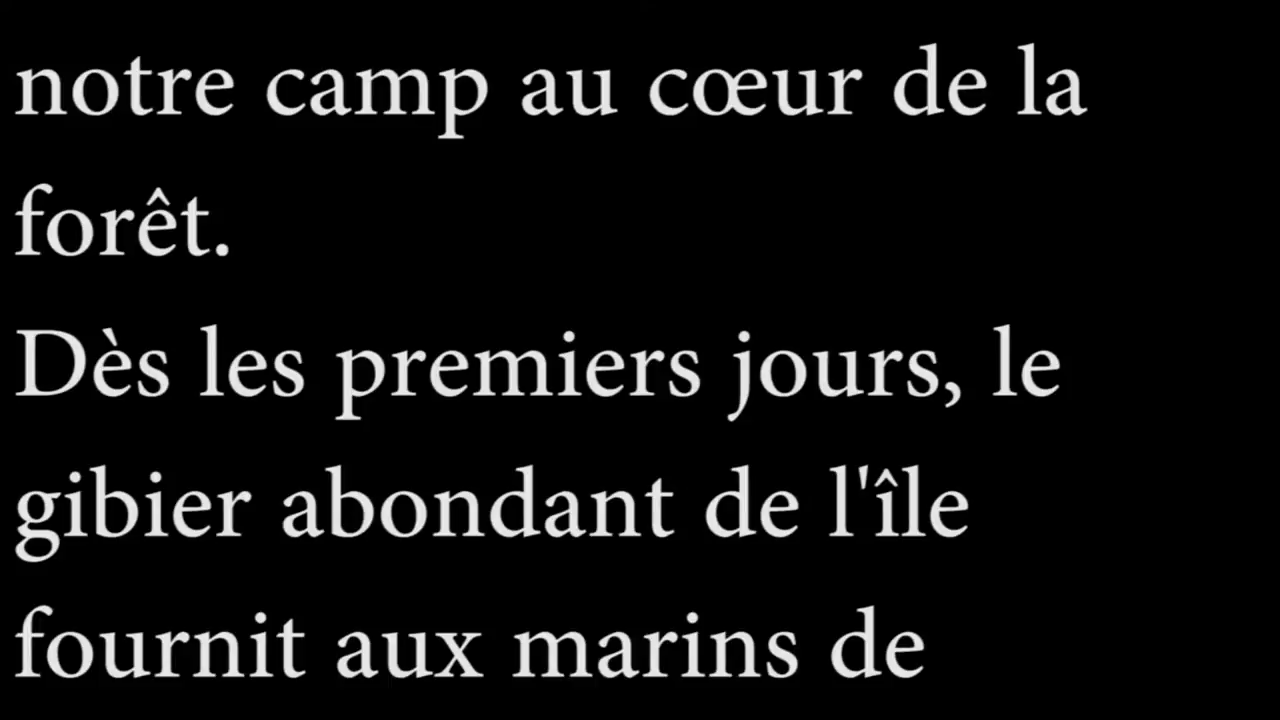 notre camp au cœur de la
forêt.
Dès les premiers jours, le
gibier abondant de l'île
fournit aux marins de